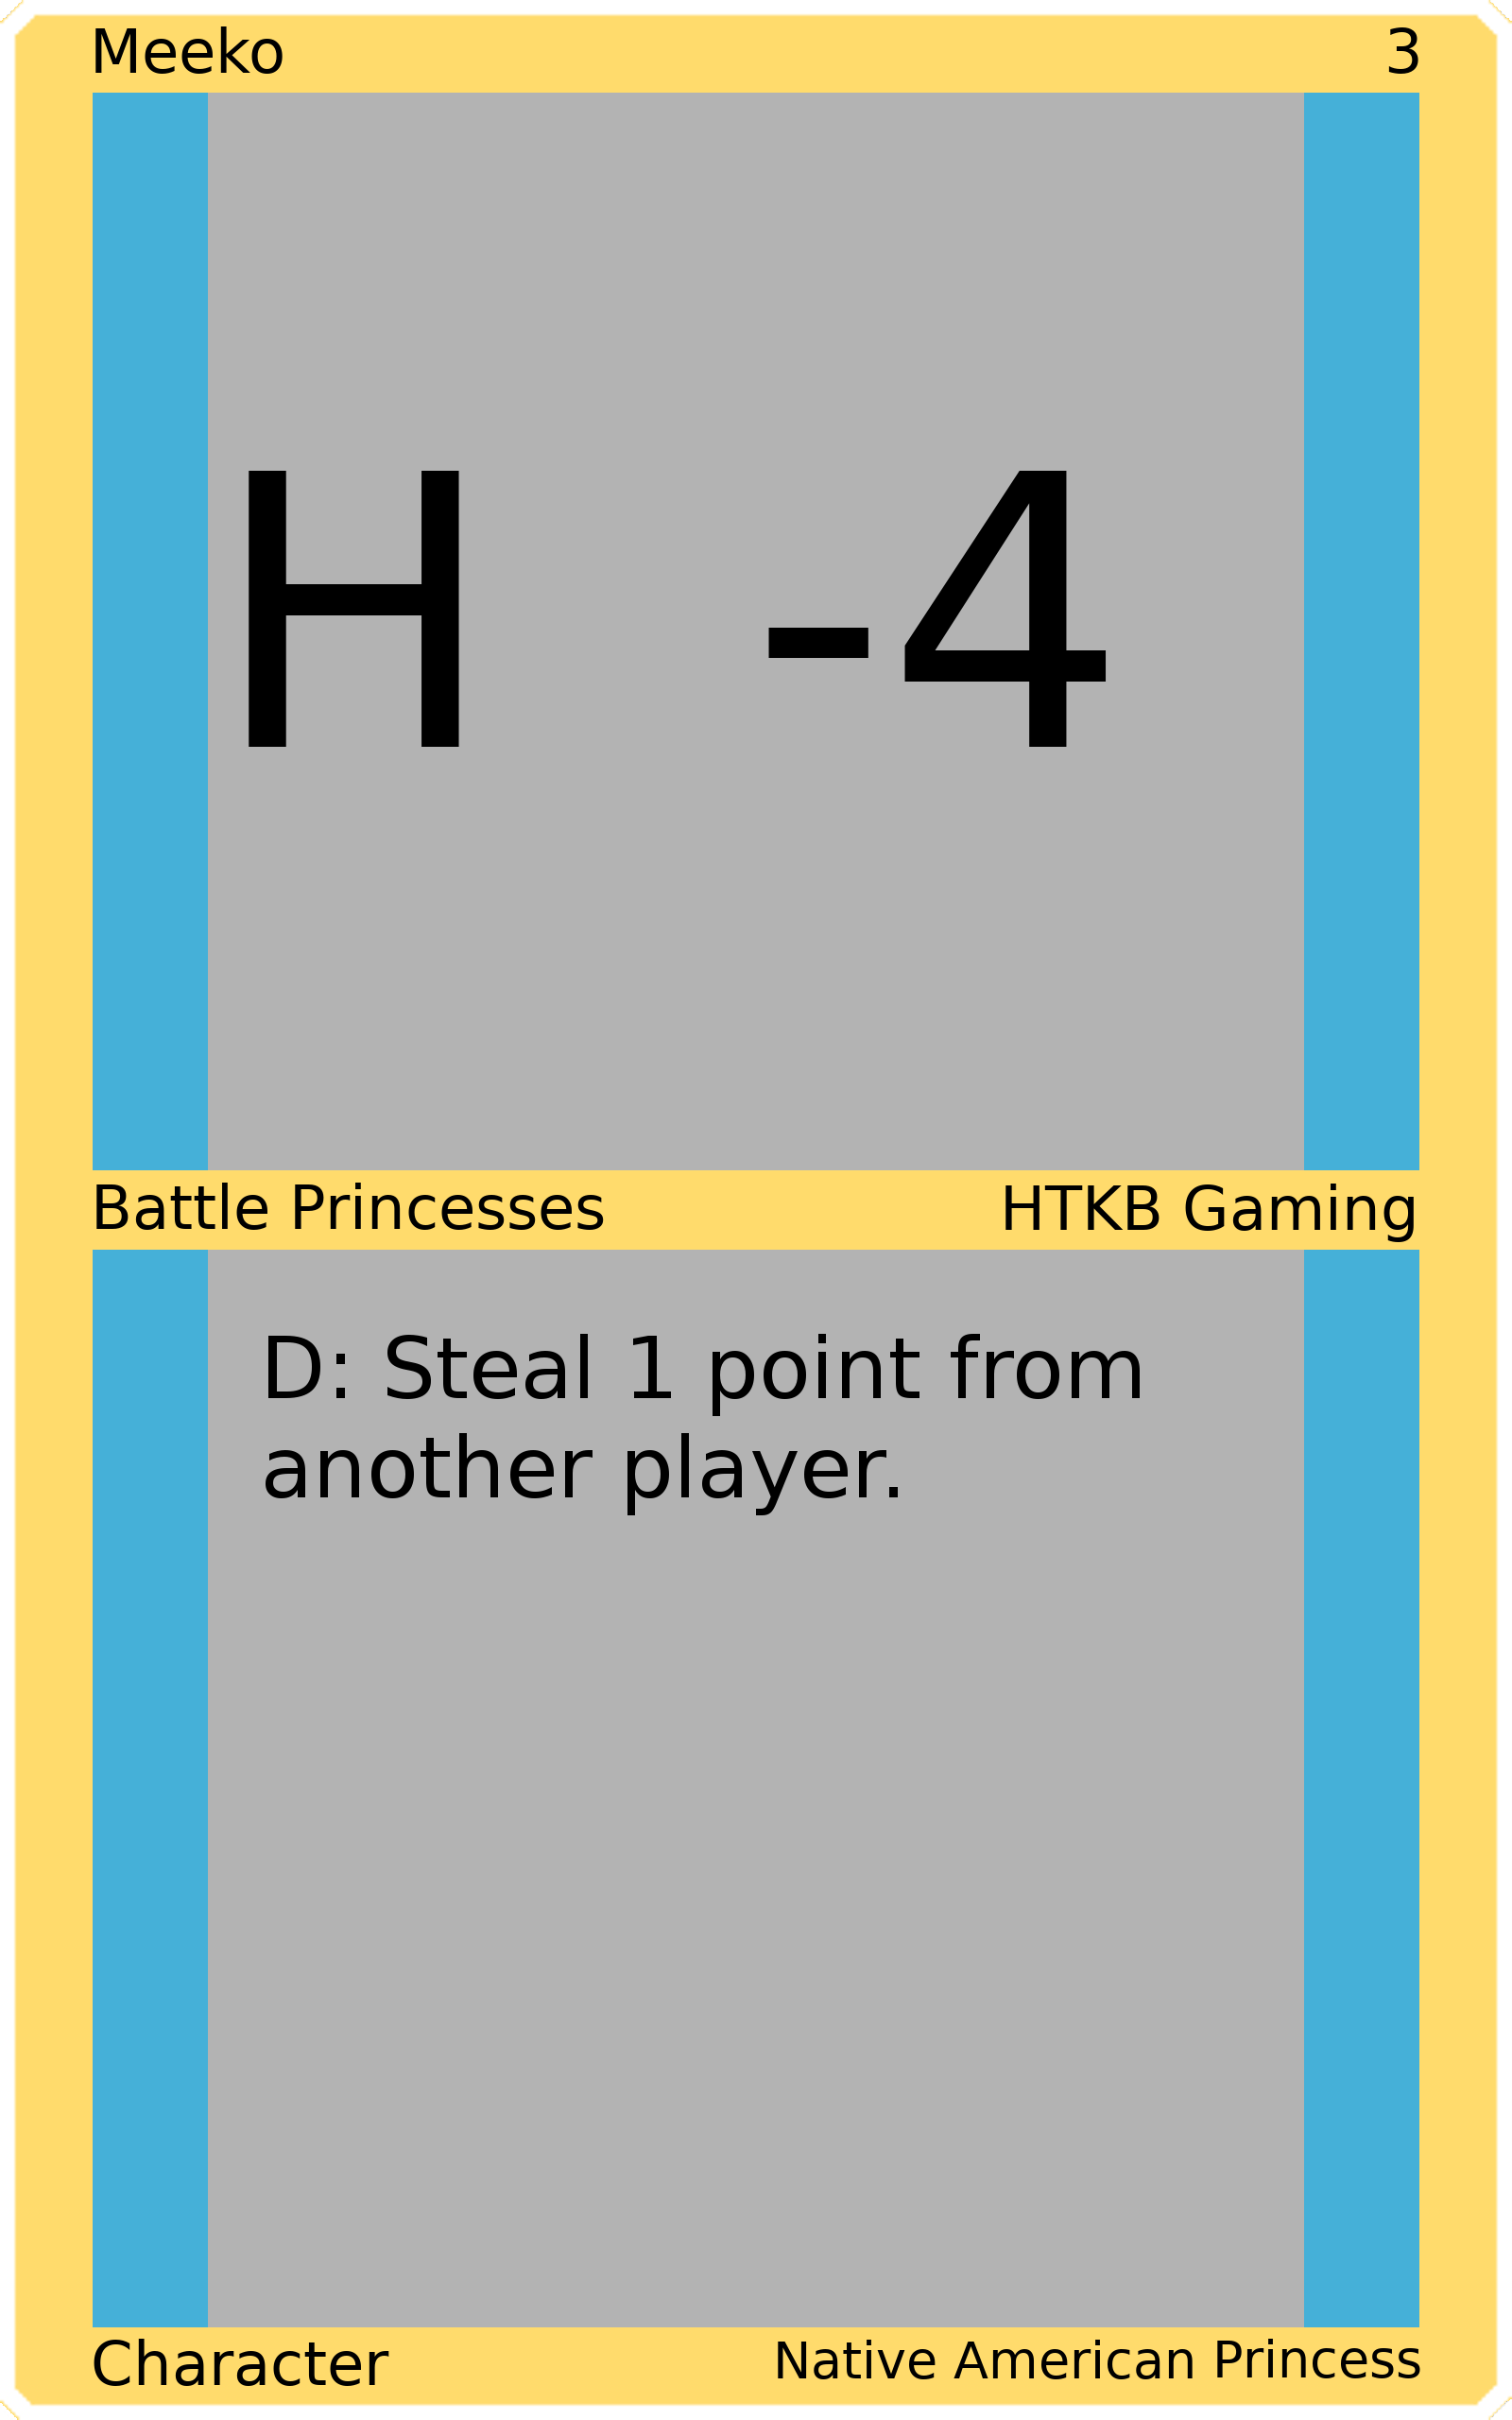 Meeko 3
H -4
Battle Princesses HTKB Gaming
D: Steal 1 point from
another player.
Character Native American Princess